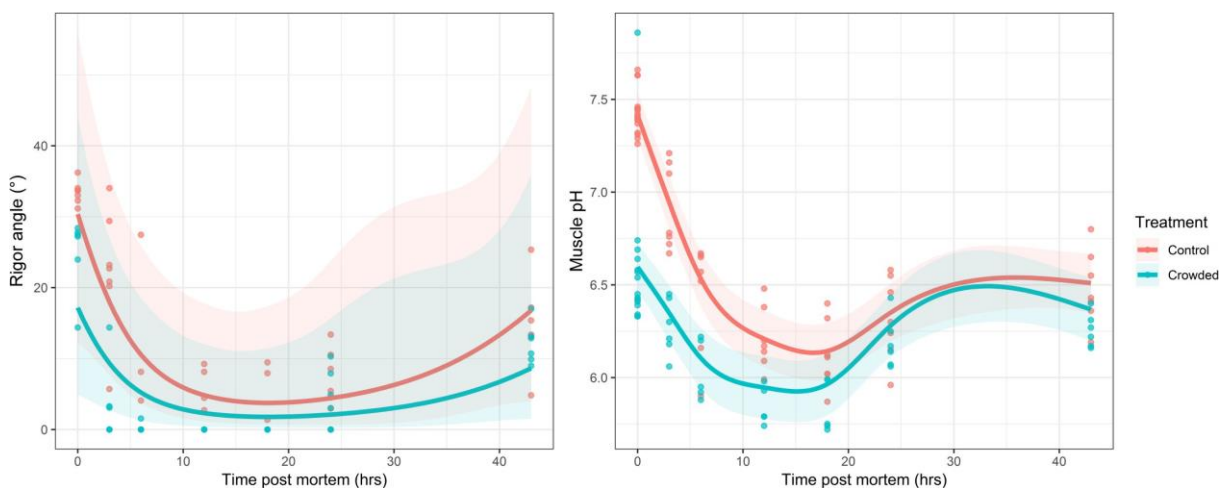 Rigor angle (°)
40
20
0
0
10
20
30
40
Time post mortem (hrs)
Muscle pH
7.5
7.0
6.5
6.0
0
10
20
30
40
Time post mortem (hrs)
Treatment
Control
Crowded